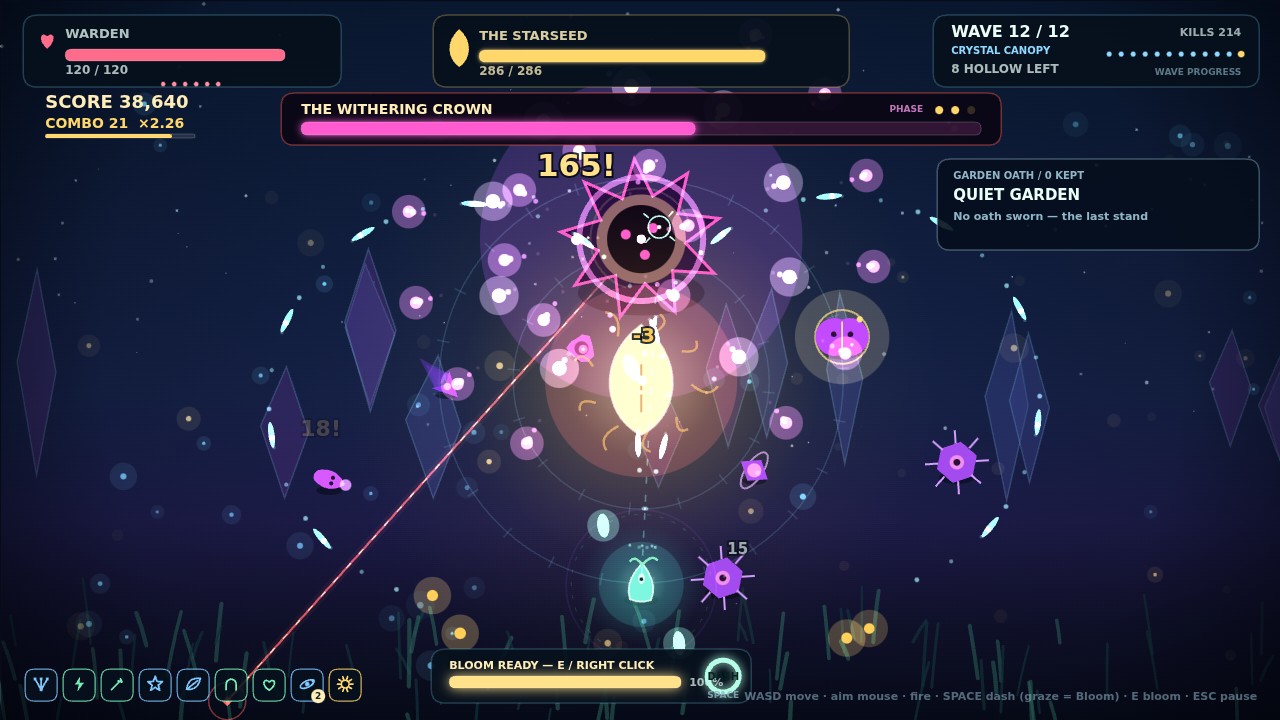 WARDEN
120 / 120
THE STARSEED
286 / 286
WAVE 12 / 12
KILLS 214
CRYSTAL CANOPY
8 HOLLOW LEFT
WAVE PROGRESS
SCORE 38,640
COMBO 21 ×2.26
THE WITHERING CROWN
PHASE
165!
GARDEN OATH / 0 KEPT
QUIET GARDEN
No oath sworn — the last stand
-3
18!
15
BLOOM READY — E / RIGHT CLICK
2
SPACE
WASD move · aim mouse · fire · SPACE dash (graze = Bloom) · E bloom · ESC pause